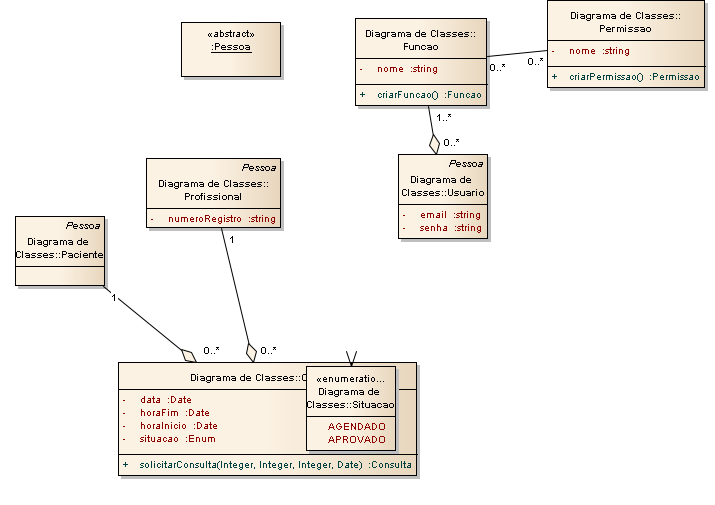 «abstract»
:Pessoa
Diagrama de Classes::
Funcao
- nome :string
+ criarFuncao() :Funcao
Diagrama de Classes::
Permissao
- nome :string
+ criarPermissao() :Permissao
0..*
0..*
1..*
0..*
Pessoa
Diagrama de
Classes::Usuario
- email :string
- senha :string
Pessoa
Diagrama de Classes::
Profissional
- numeroRegistro :string
1
Pessoa
Diagrama de
Classes::Paciente
1
0..*
0..*
Diagrama de Classes::C
- data :Date
- horaFim :Date
- horaInicio :Date
- situacao :Enum
+ solicitarConsulta(Integer, Integer, Integer, Date) :Consulta
«enumeratio...
Diagrama de
Classes::Situacao
AGENDADO
APROVADO